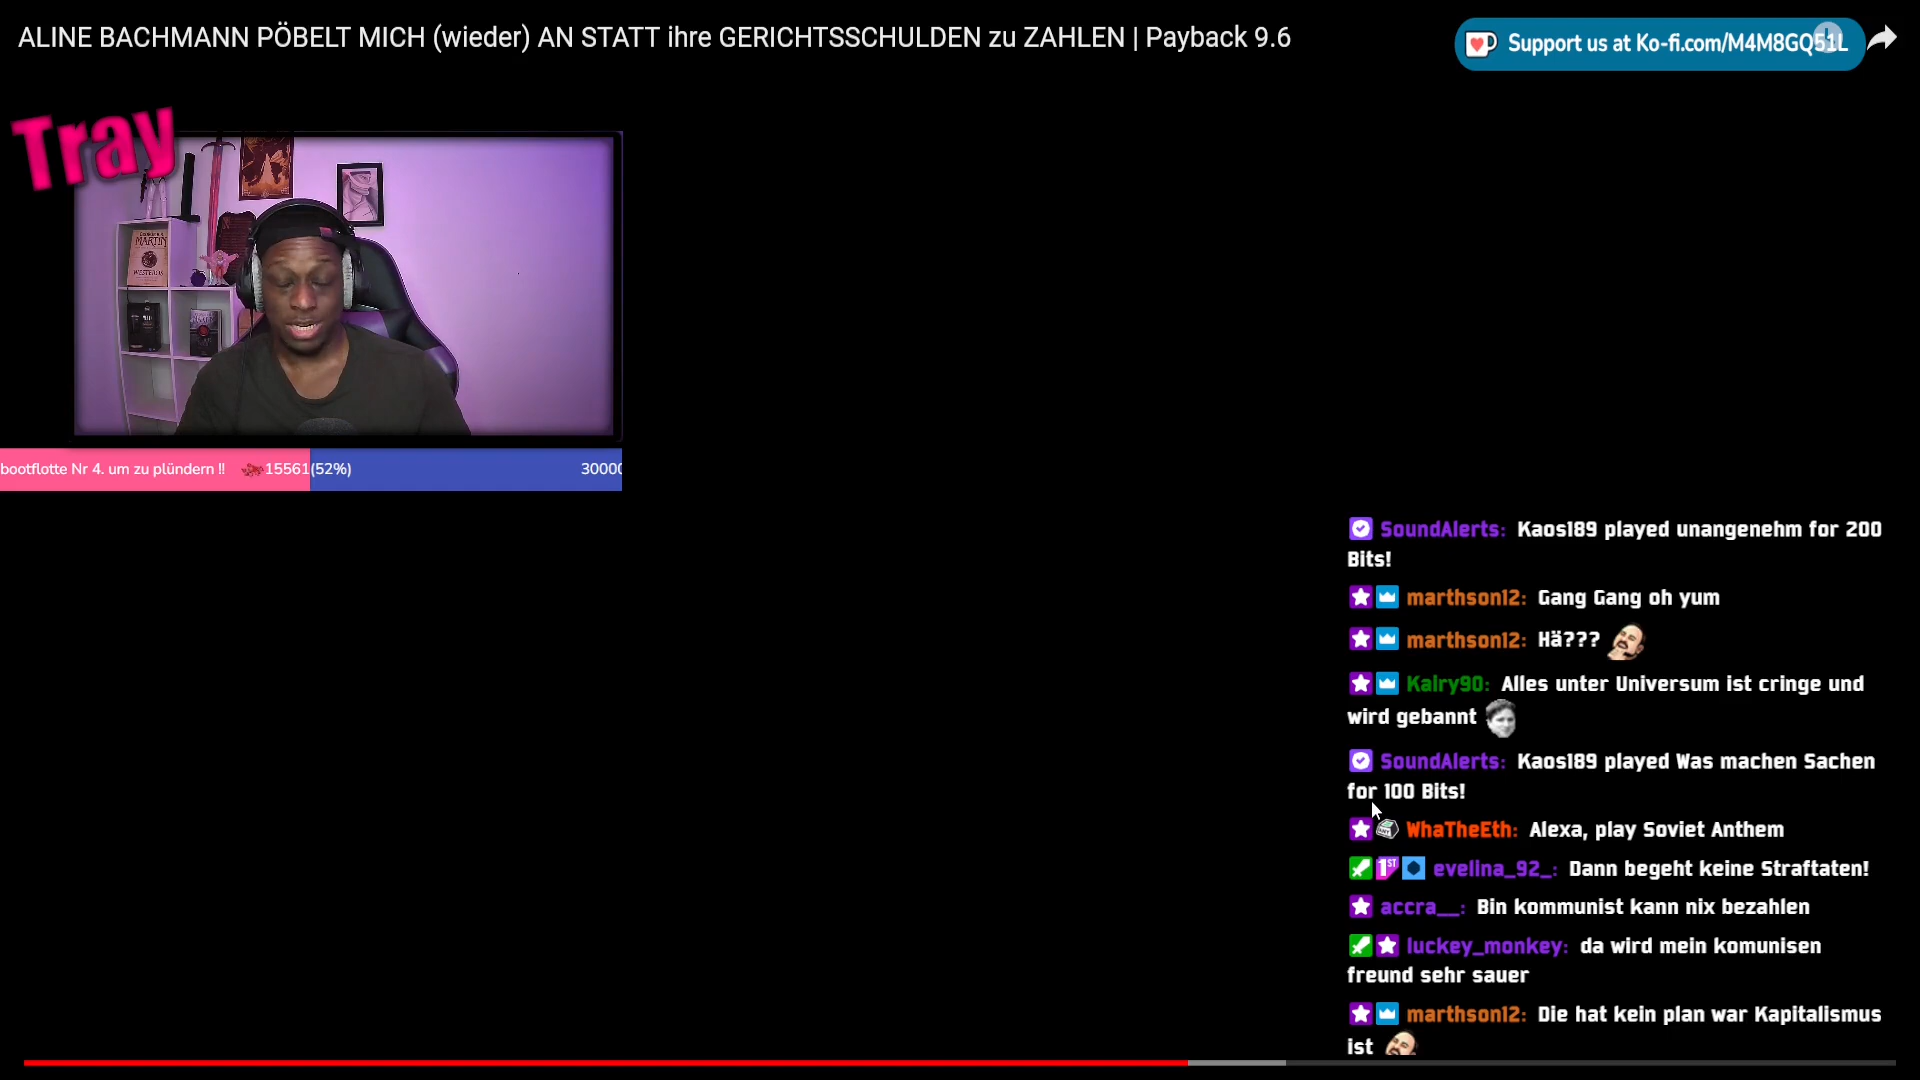 ALINE BACHMANN PÖBELT MICH (wieder) AN STATT ihre GERICHTSSCHULDEN zu ZAHLEN | Payback 9.6
Support us at Ko-fi.com/M4M8GQ51L
Tray
MARTIN
bootflotte Nr 4. um zu plündern !! 15561(52%) 30000
SoundAlerts: Kaos189 played unangenehm for 200
Bits!
marthson12: Gang Gang oh yum
marthson12: Hä???
Kalry90: Alles unter Universum ist cringe und
wird gebannt
SoundAlerts: Kaos189 played Was machen Sachen
for 100 Bits!
WhaTheEth: Alexa, play Soviet Anthem
1ST evelina_92_: Dann begeht keine Straftaten!
accra__: Bin kommunist kann nix bezahlen
luckey_monkey: da wird mein komunisen
freund sehr sauer
marthson12: Die hat kein plan war Kapitalismus
ist